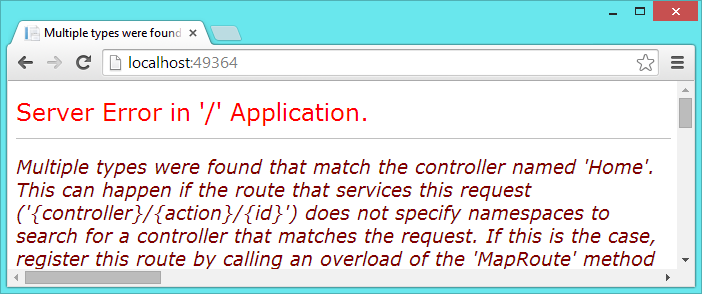 Multiple types were found
localhost:49364
Server Error in '/' Application.
Multiple types were found that match the controller named 'Home'.
This can happen if the route that services this request
('{controller}/{action}/{id}') does not specify namespaces to
search for a controller that matches the request. If this is the case,
register this route by calling an overload of the 'MapRoute' method